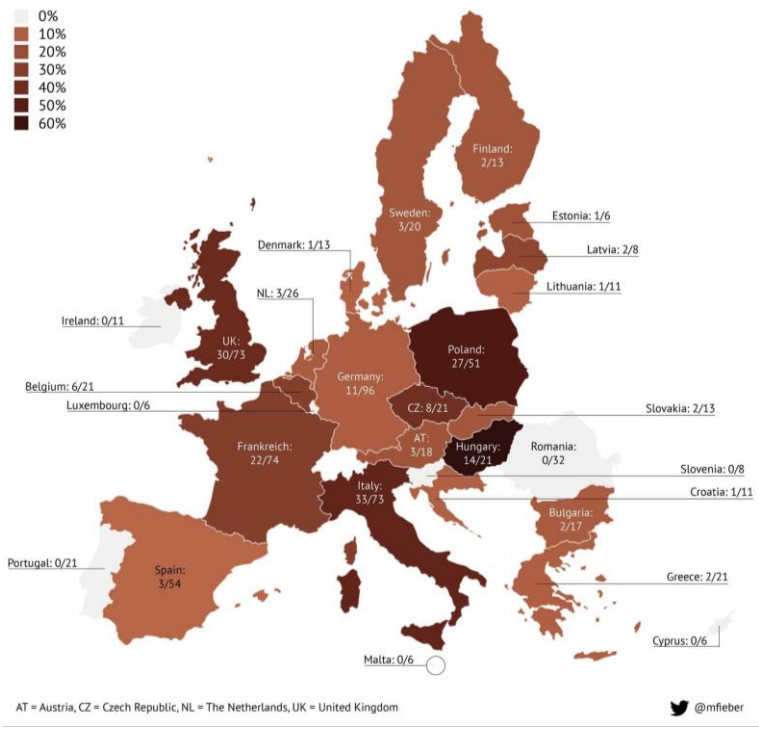 0%
10%
20%
30%
40%
50%
60%
Finland:
2/13
Sweden:
3/20
Estonia: 1/6
Denmark: 1/13
Latvia: 2/8
Lithuania: 1/11
NL: 3/26
Ireland: 0/11
UK:
30/73
Poland:
27/51
Germany:
11/96
Belgium: 6/21
Luxembourg: 0/6
CZ: 8/21
Slovakia: 2/13
AT:
3/18
Frankreich:
22/74
Hungary:
14/21
Romania:
0/32
Slovenia: 0/8
Italy:
33/73
Croatia: 1/11
Bulgaria:
2/17
Portugal: 0/21
Spain:
3/54
Greece: 2/21
Cyprus: 0/6
Malta: 0/6
AT = Austria, CZ = Czech Republic, NL = The Netherlands, UK = United Kingdom
@mfieber